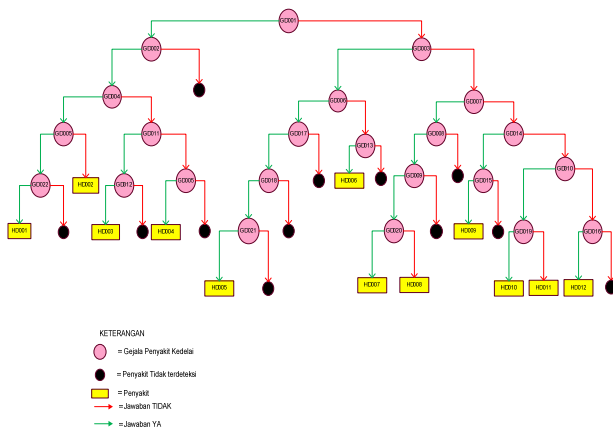 GD001
GD002
GD003
GD004
GD006
GD007
GD005
GD011
GD017
GD013
GD008
GD014
GD022
HD002
GD012
GD005
GD018
HD006
GD009
GD015
GD010
HD001
HD003
HD004
GD021
GD020
HD009
GD019
GD016
HD005
HD007
HD008
HD010
HD011
HD012
KETERANGAN
= Gejala Penyakit Kedelai
= Penyakit Tidak terdeteksi
= Penyakit
=Jawaban TIDAK
=Jawaban YA